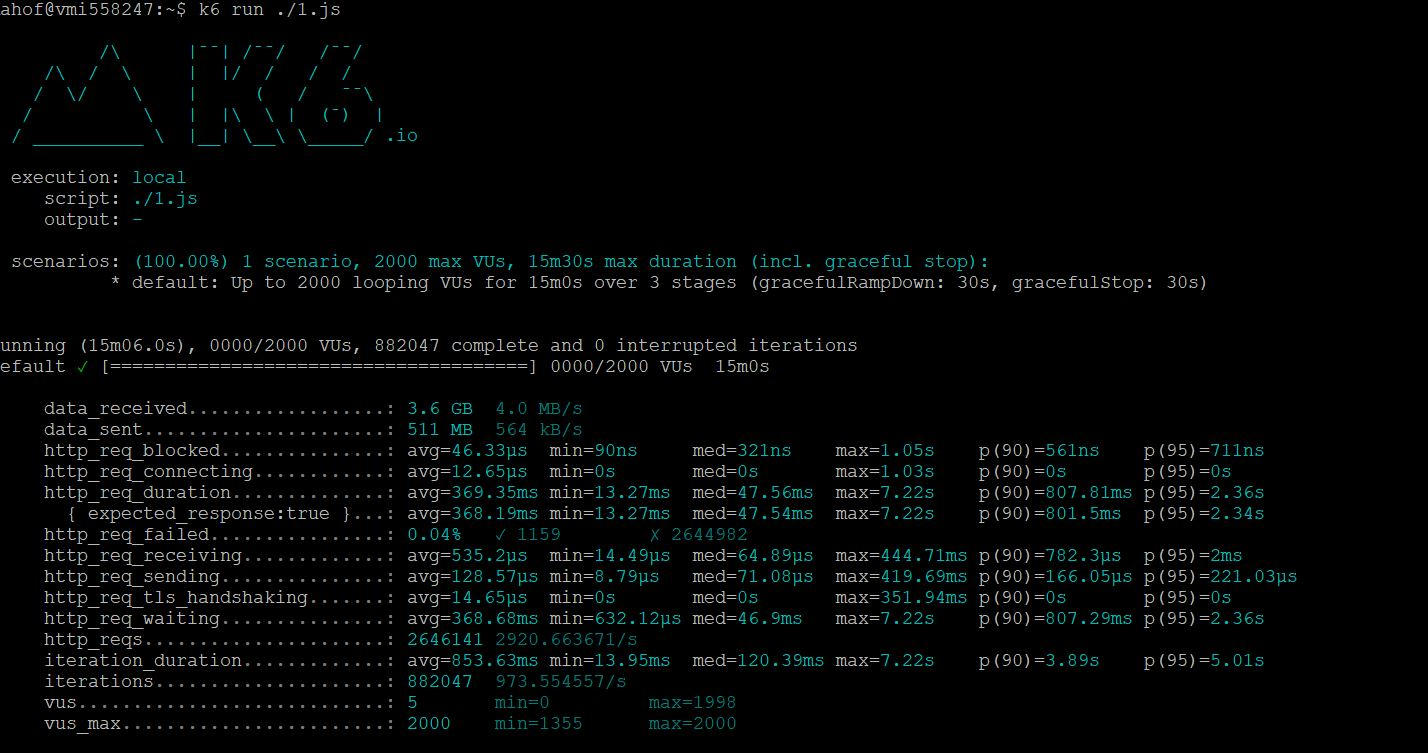 ahof@vmi558247:~$ k6 run ./1.js
          /\      |‾‾| /‾‾/   /‾‾/
     /\  /  \     |  |/  /   /  /
    /  \/    \    |     (   /   ‾‾\
   /          \   |  |\  \ |  (‾)  |
  / __________ \  |__| \__\ \_____/ .io
execution: local
script: ./1.js
output: -
scenarios: (100.00%) 1 scenario, 2000 max VUs, 15m30s max duration (incl. graceful stop):
* default: Up to 2000 looping VUs for 15m0s over 3 stages (gracefulRampDown: 30s, gracefulStop: 30s)
unning (15m06.0s), 0000/2000 VUs, 882047 complete and 0 interrupted iterations
efault ✓ [======================================] 0000/2000 VUs  15m0s
data_received..................: 3.6 GB  4.0 MB/s
data_sent......................: 511 MB  564 kB/s
http_req_blocked...............: avg=46.33µs  min=90ns     med=321ns    max=1.05s    p(90)=561ns    p(95)=711ns
http_req_connecting............: avg=12.65µs  min=0s       med=0s       max=1.03s    p(90)=0s       p(95)=0s
http_req_duration..............: avg=369.35ms min=13.27ms  med=47.56ms  max=7.22s    p(90)=807.81ms p(95)=2.36s
{ expected_response:true }...: avg=368.19ms min=13.27ms  med=47.54ms  max=7.22s    p(90)=801.5ms  p(95)=2.34s
http_req_failed................: 0.04%   ✓ 1159          ✗ 2644982
http_req_receiving.............: avg=535.2µs  min=14.49µs  med=64.89µs  max=444.71ms p(90)=782.3µs  p(95)=2ms
http_req_sending...............: avg=128.57µs min=8.79µs   med=71.08µs  max=419.69ms p(90)=166.05µs p(95)=221.03µs
http_req_tls_handshaking.......: avg=14.65µs  min=0s       med=0s       max=351.94ms p(90)=0s       p(95)=0s
http_req_waiting...............: avg=368.68ms min=632.12µs med=46.9ms   max=7.22s    p(90)=807.29ms p(95)=2.36s
http_reqs......................: 2646141 2920.663671/s
iteration_duration.............: avg=853.63ms min=13.95ms  med=120.39ms max=7.22s    p(90)=3.89s    p(95)=5.01s
iterations.....................: 882047  973.554557/s
vus............................: 5       min=0           max=1998
vus_max........................: 2000    min=1355        max=2000